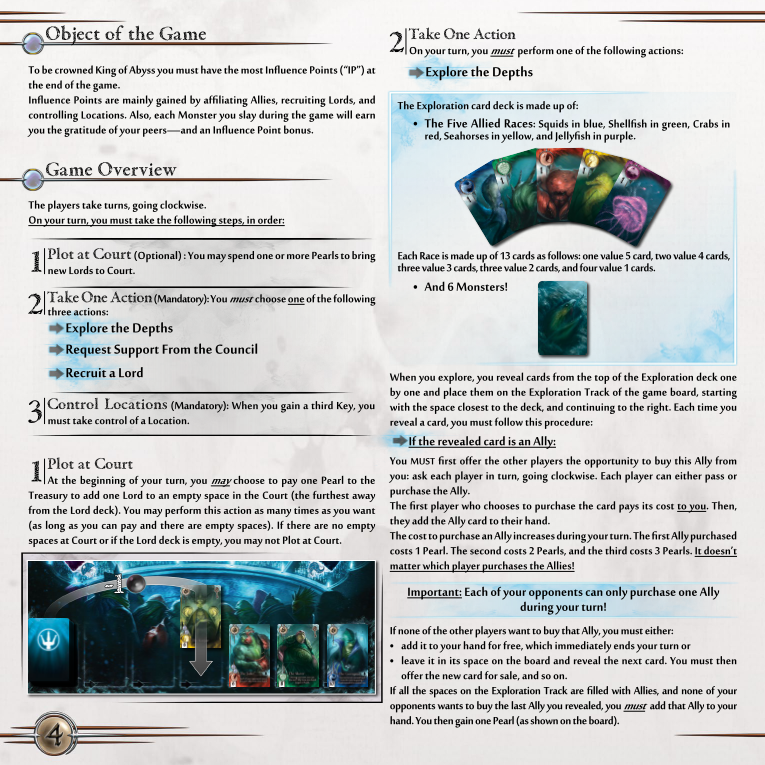 Object of the Game
To be crowned King of Abyss you must have the most Influence Points (“IP”) at
the end of the game.
Influence Points are mainly gained by affiliating Allies, recruiting Lords, and
controlling Locations. Also, each Monster you slay during the game will earn
you the gratitude of your peers—and an Influence Point bonus.
Game Overview
The players take turns, going clockwise.
On your turn, you must take the following steps, in order:
1 Plot at Court (Optional) : You may spend one or more Pearls to bring
new Lords to Court.
2 Take One Action (Mandatory): You must choose one of the following
three actions:
Explore the Depths
Request Support From the Council
Recruit a Lord
3 Control Locations (Mandatory): When you gain a third Key, you
must take control of a Location.
1 Plot at Court
At the beginning of your turn, you may choose to pay one Pearl to the
Treasury to add one Lord to an empty space in the Court (the furthest away
from the Lord deck). You may perform this action as many times as you want
(as long as you can pay and there are empty spaces). If there are no empty
spaces at Court or if the Lord deck is empty, you may not Plot at Court.
4
2 Take One Action
On your turn, you must perform one of the following actions:
Explore the Depths
The Exploration card deck is made up of:
• The Five Allied Races: Squids in blue, Shellfish in green, Crabs in
red, Seahorses in yellow, and Jellyfish in purple.
1 1 1 1 1
Each Race is made up of 13 cards as follows: one value 5 card, two value 4 cards,
three value 3 cards, three value 2 cards, and four value 1 cards.
• And 6 Monsters!
When you explore, you reveal cards from the top of the Exploration deck one
by one and place them on the Exploration Track of the game board, starting
with the space closest to the deck, and continuing to the right. Each time you
reveal a card, you must follow this procedure:
If the revealed card is an Ally:
You MUST first offer the other players the opportunity to buy this Ally from
you: ask each player in turn, going clockwise. Each player can either pass or
purchase the Ally.
The first player who chooses to purchase the card pays its cost to you. Then,
they add the Ally card to their hand.
The cost to purchase an Ally increases during your turn. The first Ally purchased
costs 1 Pearl. The second costs 2 Pearls, and the third costs 3 Pearls. It doesn’t
matter which player purchases the Allies!
Important: Each of your opponents can only purchase one Ally
during your turn!
If none of the other players want to buy that Ally, you must either:
• add it to your hand for free, which immediately ends your turn or
• leave it in its space on the board and reveal the next card. You must then
offer the new card for sale, and so on.
If all the spaces on the Exploration Track are filled with Allies, and none of your
opponents wants to buy the last Ally you revealed, you must add that Ally to your
hand. You then gain one Pearl (as shown on the board).